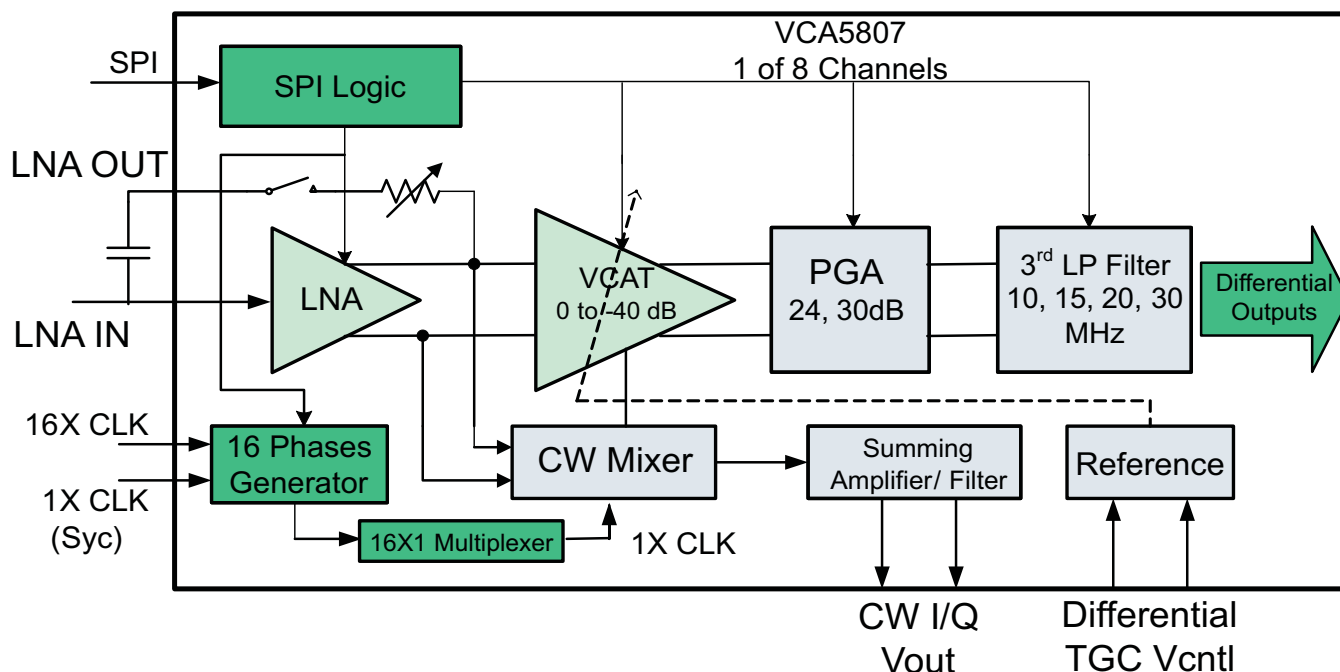 VCA5807
1 of 8 Channels
SPI
SPI Logic
LNA OUT
LNA
LNA IN
VCAT
0 to -40 dB
PGA
24, 30dB
3rd LP Filter
10, 15, 20, 30
MHz
Differential
Outputs
16X CLK
1X CLK
(Syc)
16 Phases
Generator
16X1 Multiplexer
CW Mixer
1X CLK
Summing
Amplifier/ Filter
Reference
CW I/Q
Vout
Differential
TGC Vcntl